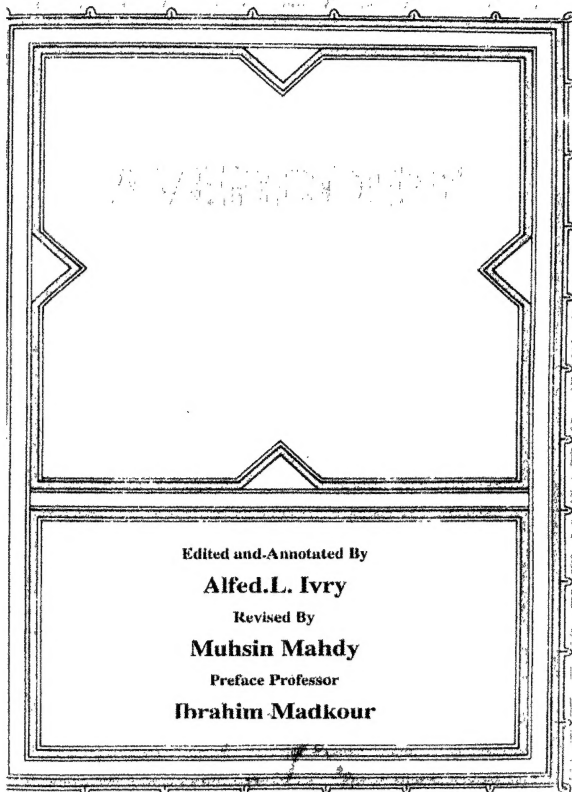 Edited and-Annotated By
Alfed.L. Ivry
Revised By
Muhsin Mahdy
Preface Professor
Ibrahim Madkour